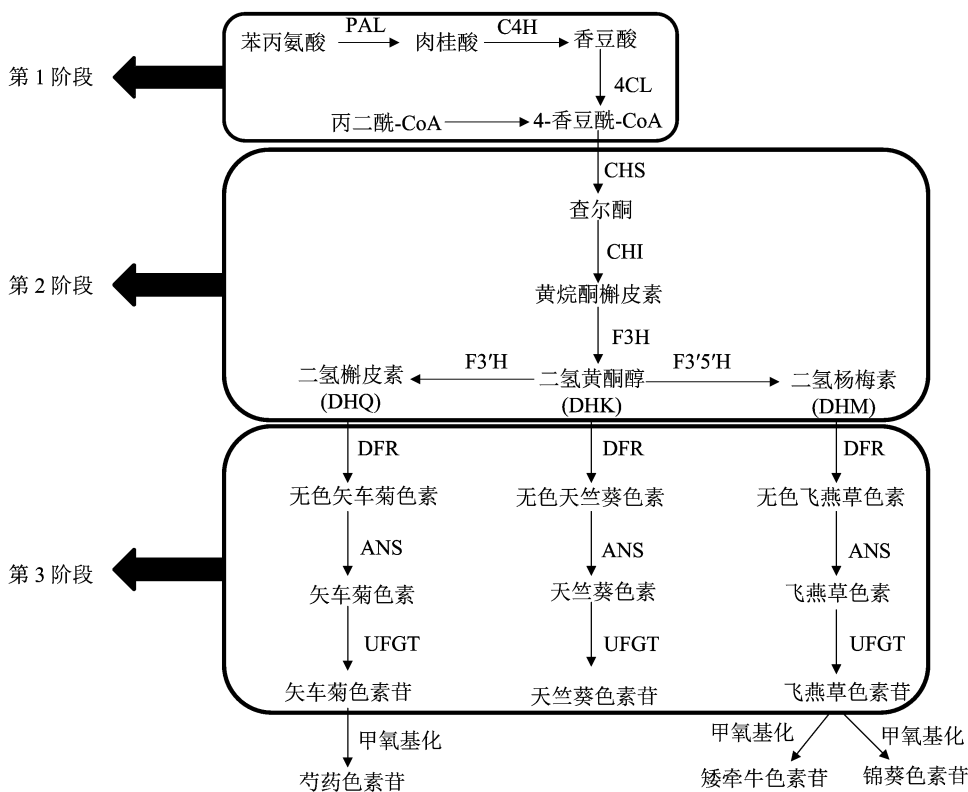 PAL
C4H
苯丙氨酸
肉桂酸
香豆酸
第 1 阶段
4CL
丙二酰-CoA
4-香豆酰-CoA
CHS
查尔酮
CHI
第 2 阶段
黄烷酮槲皮素
F3H
F3′H
F3′5′H
二氢槲皮素
(DHQ)
二氢黄酮醇
(DHK)
二氢杨梅素
(DHM)
DFR
DFR
DFR
无色矢车菊色素
无色天竺葵色素
无色飞燕草色素
ANS
ANS
ANS
第 3 阶段
矢车菊色素
天竺葵色素
飞燕草色素
UFGT
UFGT
UFGT
矢车菊色素苷
天竺葵色素苷
飞燕草色素苷
甲氧基化
甲氧基化
甲氧基化
芍药色素苷
矮牵牛色素苷
锦葵色素苷